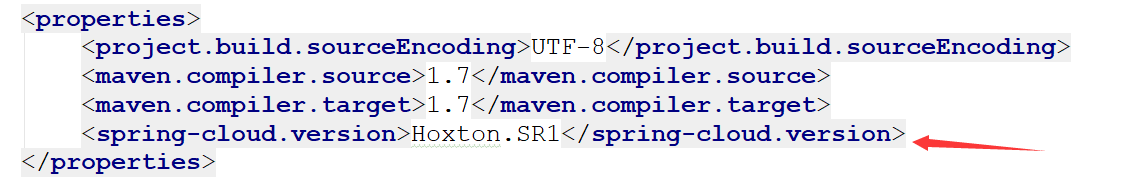 <properties>
<project.build.sourceEncoding>UTF-8</project.build.sourceEncoding>
<maven.compiler.source>1.7</maven.compiler.source>
<maven.compiler.target>1.7</maven.compiler.target>
<spring-cloud.version>Hoxton.SR1</spring-cloud.version>
</properties>